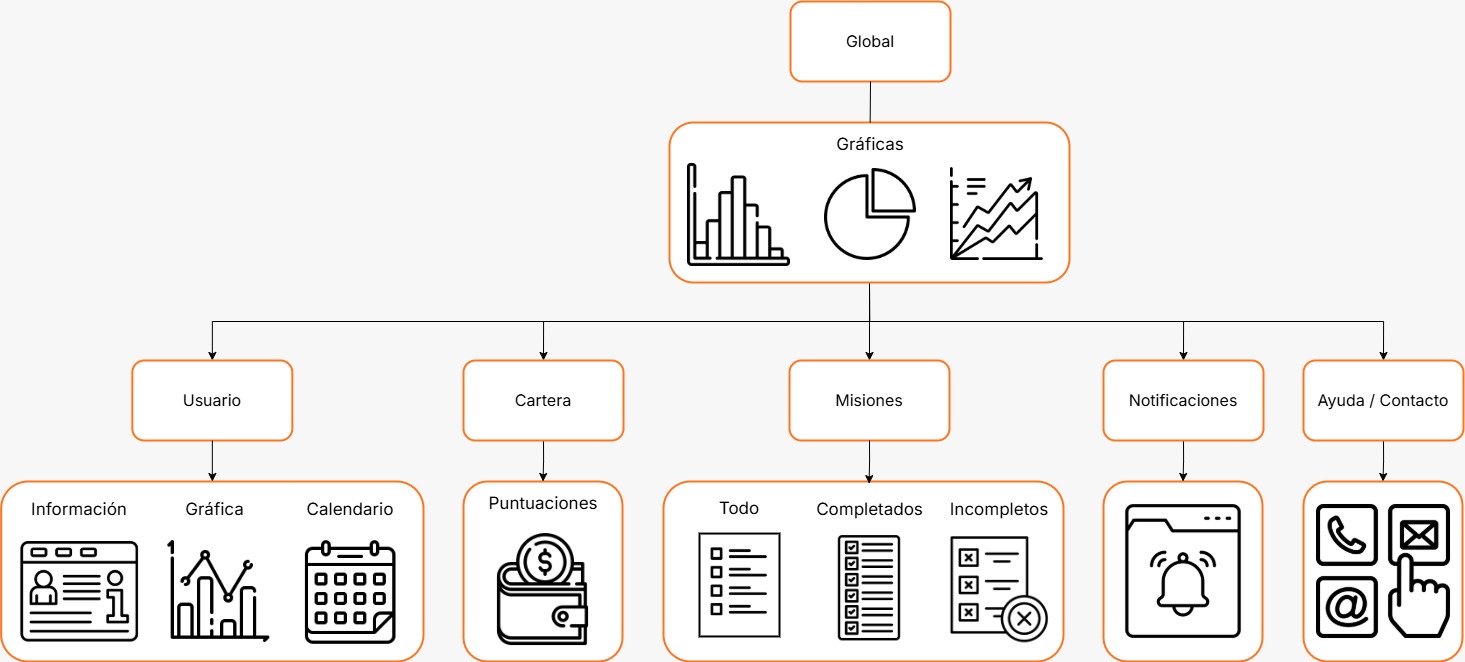 Global
Gráficas
Usuario
Cartera
Misiones
Notificaciones
Ayuda / Contacto
Información
Gráfica
Calendario
Puntuaciones
$
Todo
Completados
Incompletos
@